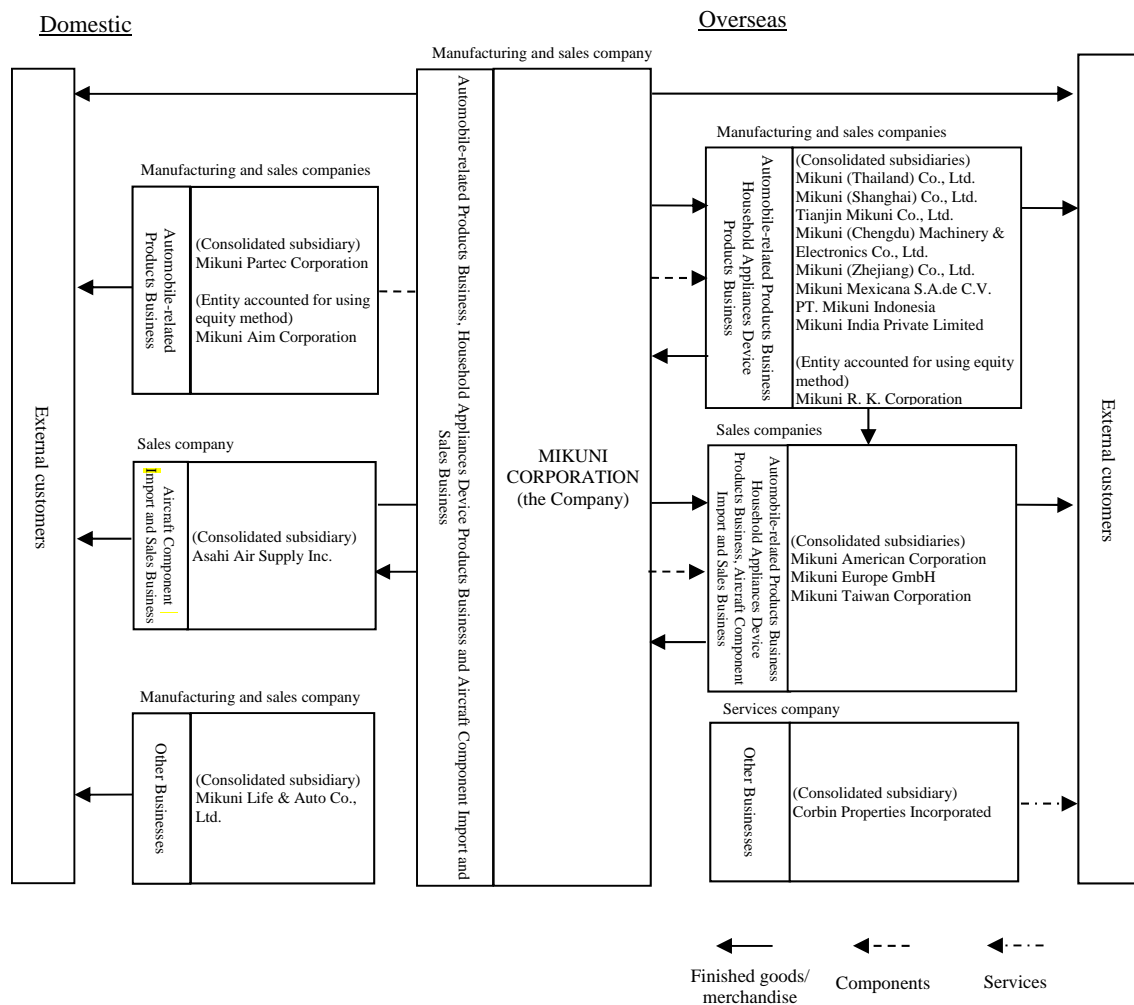 Domestic
Overseas
Manufacturing and sales company
External customers
Manufacturing and sales companies
Automobile-related
Products Business
(Consolidated subsidiary)
Mikuni Partec Corporation
(Entity accounted for using
equity method)
Mikuni Aim Corporation
Sales company
Aircraft Component
Import and Sales Business
(Consolidated subsidiary)
Asahi Air Supply Inc.
Manufacturing and sales company
Other Businesses
(Consolidated subsidiary)
Mikuni Life & Auto Co.,
Ltd.
Automobile-related Products Business, Household Appliances Device Products Business and Aircraft Component Import and
Sales Business
MIKUNI
CORPORATION
(the Company)
Manufacturing and sales companies
Automobile-related Products Business
Household Appliances Device
Products Business
(Consolidated subsidiaries)
Mikuni (Thailand) Co., Ltd.
Mikuni (Shanghai) Co., Ltd.
Tianjin Mikuni Co., Ltd.
Mikuni (Chengdu) Machinery &
Electronics Co., Ltd.
Mikuni (Zhejiang) Co., Ltd.
Mikuni Mexicana S.A.de C.V.
PT. Mikuni Indonesia
Mikuni India Private Limited
(Entity accounted for using equity
method)
Mikuni R. K. Corporation
Sales companies
Automobile-related Products Business
Household Appliances Device
Products Business, Aircraft Component
Import and Sales Business
(Consolidated subsidiaries)
Mikuni American Corporation
Mikuni Europe GmbH
Mikuni Taiwan Corporation
Services company
Other Businesses
(Consolidated subsidiary)
Corbin Properties Incorporated
External customers
Finished goods/
merchandise
Components
Services